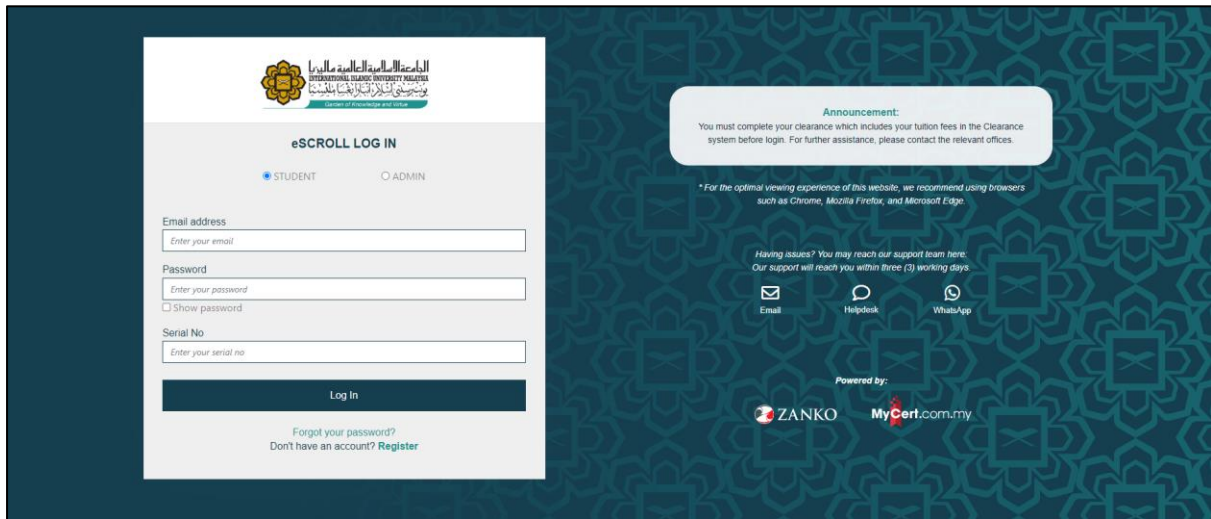 الجامعة الإسلامية العالمية ماليزيا
INTERNATIONAL ISLAMIC UNIVERSITY MALAYSIA
Garden of Knowledge and Virtue
eSCROLL LOG IN
STUDENT
ADMIN
Email address
Enter your email
Password
Enter your password
Show password
Serial No
Enter your serial no
Log In
Forgot your password?
Don't have an account? Register
Announcement:
You must complete your clearance which includes your tuition fees in the Clearance
system before login. For further assistance, please contact the relevant offices.
* For the optimal viewing experience of this website, we recommend using browsers
such as Chrome, Mozilla Firefox, and Microsoft Edge.
Having issues? You may reach our support team here.
Our support will reach you within three (3) working days.
Email
Helpdesk
WhatsApp
Powered by:
ZANKO
MyCert.com.my